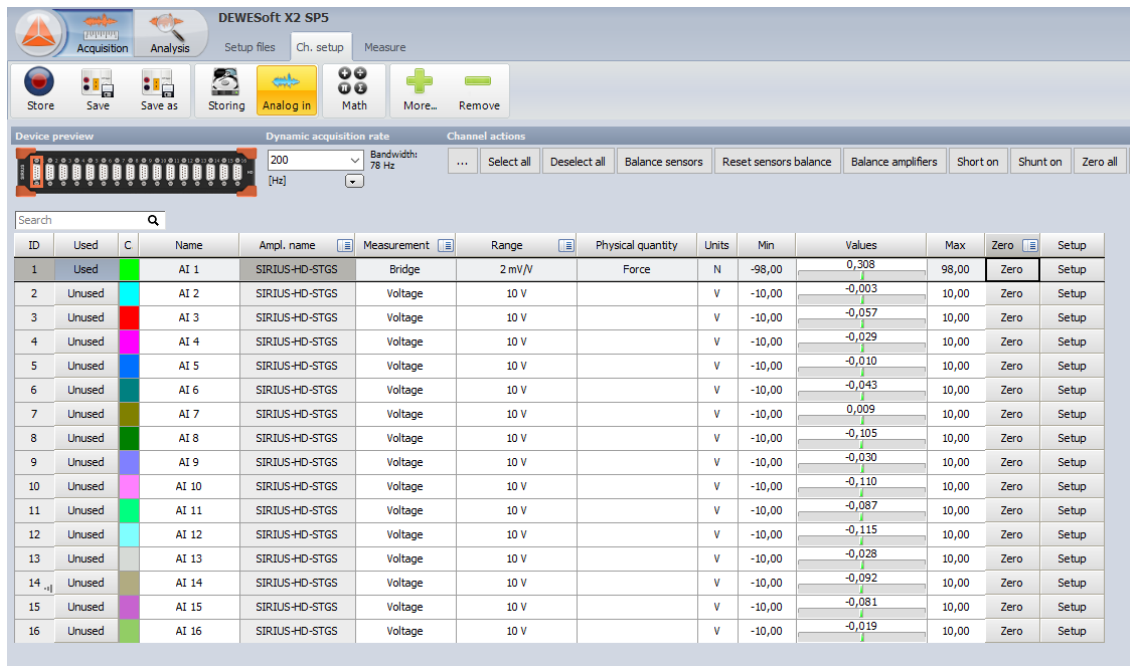 DEWESoft X2 SP5
Acquisition Analysis Setup files Ch. setup Measure
Store Save Save as Storing Analog in Math More... Remove
Device preview Dynamic acquisition rate Channel actions
200 Bandwidth: 78 Hz
[Hz]
... Select all Deselect all Balance sensors Reset sensors balance Balance amplifiers Short on Shunt on Zero all
Search
ID Used C Name Ampl. name Measurement Range Physical quantity Units Min Values Max Zero Setup
1 Used AI 1 SIRIUS-HD-STGS Bridge 2 mV/V Force N -98,00 0,308 98,00 Zero Setup
2 Unused AI 2 SIRIUS-HD-STGS Voltage 10 V V -10,00 -0,003 10,00 Zero Setup
3 Unused AI 3 SIRIUS-HD-STGS Voltage 10 V V -10,00 -0,057 10,00 Zero Setup
4 Unused AI 4 SIRIUS-HD-STGS Voltage 10 V V -10,00 -0,029 10,00 Zero Setup
5 Unused AI 5 SIRIUS-HD-STGS Voltage 10 V V -10,00 -0,010 10,00 Zero Setup
6 Unused AI 6 SIRIUS-HD-STGS Voltage 10 V V -10,00 -0,043 10,00 Zero Setup
7 Unused AI 7 SIRIUS-HD-STGS Voltage 10 V V -10,00 0,009 10,00 Zero Setup
8 Unused AI 8 SIRIUS-HD-STGS Voltage 10 V V -10,00 -0,105 10,00 Zero Setup
9 Unused AI 9 SIRIUS-HD-STGS Voltage 10 V V -10,00 -0,030 10,00 Zero Setup
10 Unused AI 10 SIRIUS-HD-STGS Voltage 10 V V -10,00 -0,110 10,00 Zero Setup
11 Unused AI 11 SIRIUS-HD-STGS Voltage 10 V V -10,00 -0,087 10,00 Zero Setup
12 Unused AI 12 SIRIUS-HD-STGS Voltage 10 V V -10,00 -0,115 10,00 Zero Setup
13 Unused AI 13 SIRIUS-HD-STGS Voltage 10 V V -10,00 -0,028 10,00 Zero Setup
14 Unused AI 14 SIRIUS-HD-STGS Voltage 10 V V -10,00 -0,092 10,00 Zero Setup
15 Unused AI 15 SIRIUS-HD-STGS Voltage 10 V V -10,00 -0,081 10,00 Zero Setup
16 Unused AI 16 SIRIUS-HD-STGS Voltage 10 V V -10,00 -0,019 10,00 Zero Setup